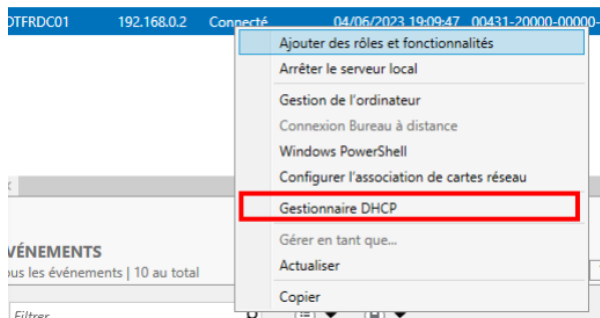 OTFRDC01 192.168.0.2 Connecté 04/06/2023 19:09:47 00431-20000-00000-
Ajouter des rôles et fonctionnalités
Arrêter le serveur local
Gestion de l'ordinateur
Connexion Bureau à distance
Windows PowerShell
Configurer l'association de cartes réseau
Gestionnaire DHCP
Gérer en tant que...
Actualiser
Copier
VÉNEMENTS
ous les événements | 10 au total
Filtrer